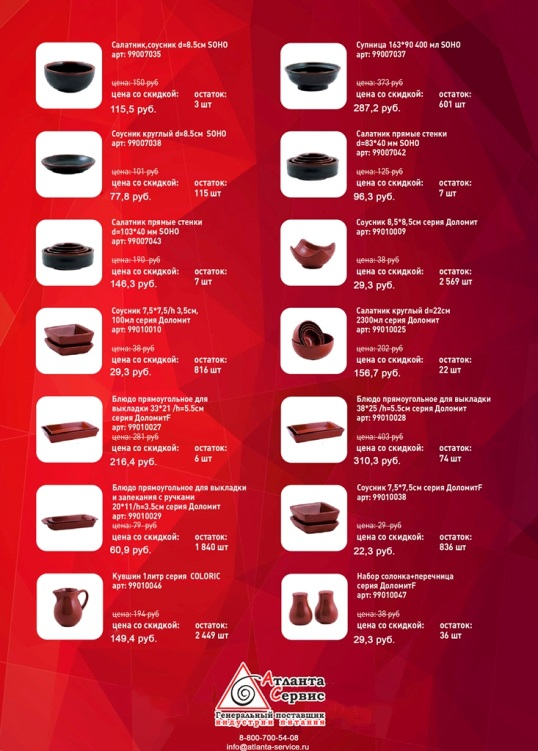 Салатник,соусник d=8.5см SOHO
арт: 99007035
цена: 150 руб
цена со скидкой: остаток:
115,5 руб. 3 шт
Супница 163*90 400 мл SOHO
арт: 99007037
цена: 373 руб
цена со скидкой: остаток:
287,2 руб. 601 шт
Соусник круглый d=8.5см SOHO
арт: 99007038
цена: 101 руб
цена со скидкой: остаток:
77,8 руб. 115 шт
Салатник прямые стенки
d=83*40 мм SOHO
арт: 99007042
цена: 125 руб
цена со скидкой: остаток:
96,3 руб. 7 шт
Салатник прямые стенки
d=103*40 мм SOHO
арт: 99007043
цена: 190 руб
цена со скидкой: остаток:
146,3 руб. 7 шт
Соусник 8,5*8,5см серия Доломит
арт: 99010009
цена: 38 руб
цена со скидкой: остаток:
29,3 руб. 2 569 шт
Соусник 7,5*7,5/h 3,5см,
100мл серия Доломит
арт: 99010010
цена: 38 руб
цена со скидкой: остаток:
29,3 руб. 816 шт
Салатник круглый d=22см
2300мл серия Доломит
арт: 99010025
цена: 202 руб
цена со скидкой: остаток:
156,7 руб. 22 шт
Блюдо прямоугольное для
выкладки 33*21 /h=5.5см
серия ДоломитF
арт: 99010027
цена: 281 руб
цена со скидкой: остаток:
216,4 руб. 6 шт
Блюдо прямоугольное для выкладки
38*25 /h=5.5см серия Доломит
арт: 99010028
цена: 403 руб
цена со скидкой: остаток:
310,3 руб. 74 шт
Блюдо прямоугольное для выкладки
и запекания с ручками
20*11/h=3.5см серия Доломит
арт: 99010029
цена: 79 руб
цена со скидкой: остаток:
60,9 руб. 1 840 шт
Соусник 7,5*7,5см серия ДоломитF
арт: 99010038
цена: 29 руб
цена со скидкой: остаток:
22,3 руб. 836 шт
Кувшин 1литр серия COLORIC
арт: 99010046
цена: 194 руб
цена со скидкой: остаток:
149,4 руб. 2 449 шт
Набор солонка+перечница
серия ДоломитF
арт: 99010047
цена: 38 руб
цена со скидкой: остаток:
29,3 руб. 36 шт
Атланта
Сервис
Генеральный поставщик
индустрии питания
8-800-700-54-08
info@atlanta-service.ru